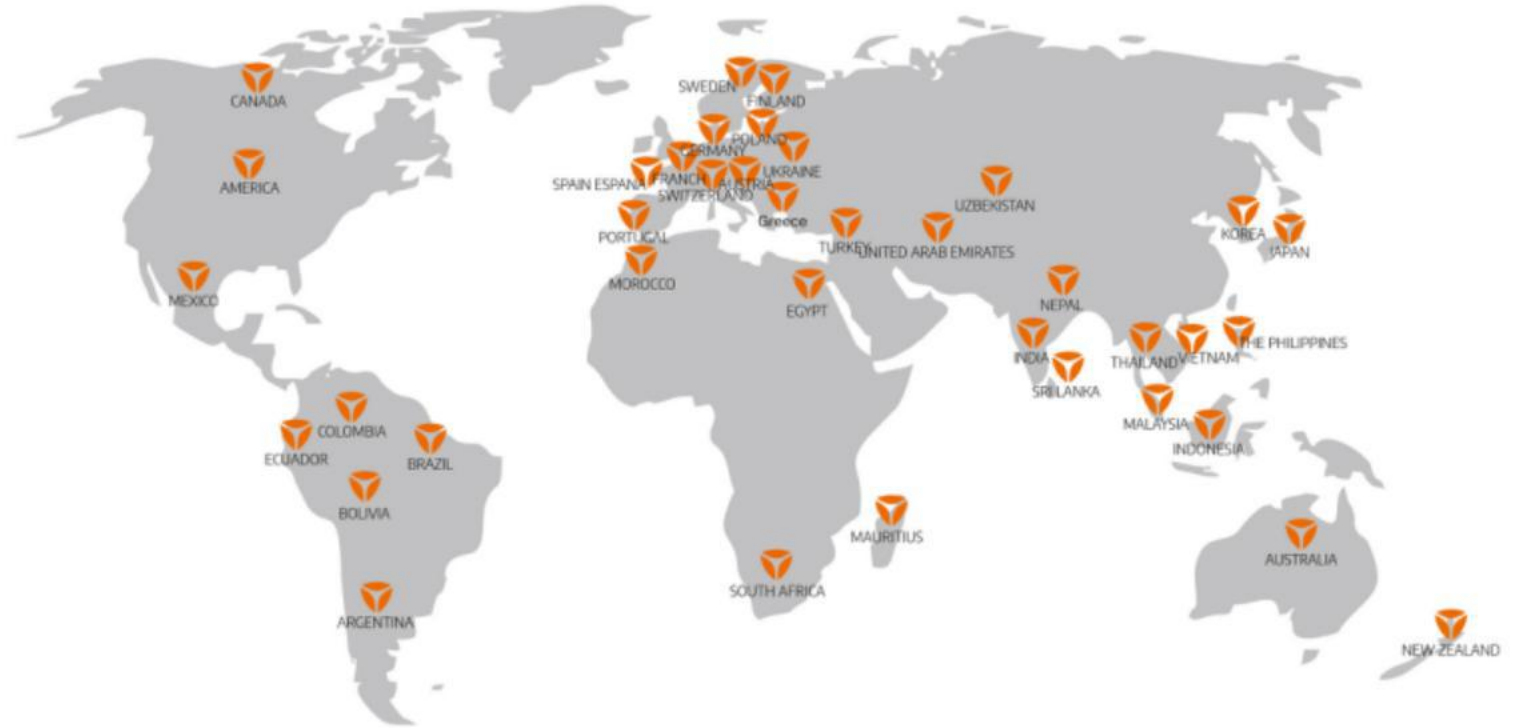 CANADA
AMERICA
MEXICO
COLOMBIA
ECUADOR
BRAZIL
BOLIVIA
ARGENTINA
SWEDEN
FINLAND
POLAND
GERMANY
UKRAINE
SPAIN ESPANA
FRANCH
AUSTRIA
SWITZERLAND
Greece
PORTUGAL
TURKEY
MOROCCO
EGYPT
UZBEKISTAN
UNITED ARAB EMIRATES
KOREA
JAPAN
NEPAL
INDIA
SRI LANKA
THAILAND
VIETNAM
THE PHILIPPINES
MALAYSIA
INDONESIA
MAURITIUS
SOUTH AFRICA
AUSTRALIA
NEW ZEALAND